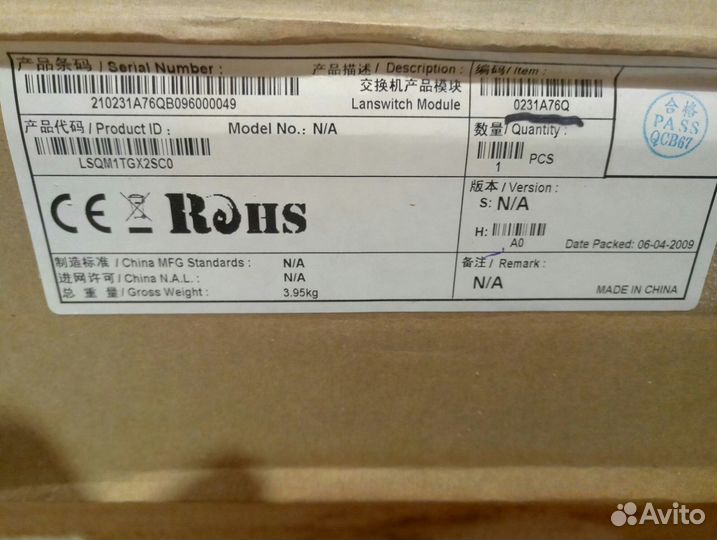 产品条码 / Serial Number :
210231A76QB096000049
产品描述 / Description :
交换机产品模块
Lanswitch Module
编码/Item :
0231A76Q
合格
PASS
QCB67
产品代码 / Product ID :
LSQM1TGX2SC0
Model No.: N/A
数量/ Quantity :
1 PCS
CE RoHS
版本 / Version :
S: N/A
H:
A0
Date Packed: 06-04-2009
制造标准 / China MFG Standards : N/A
进网许可 / China N.A.L. : N/A
总 重 量 / Gross Weight : 3.95kg
备注/ Remark :
N/A
MADE IN CHINA
Avito